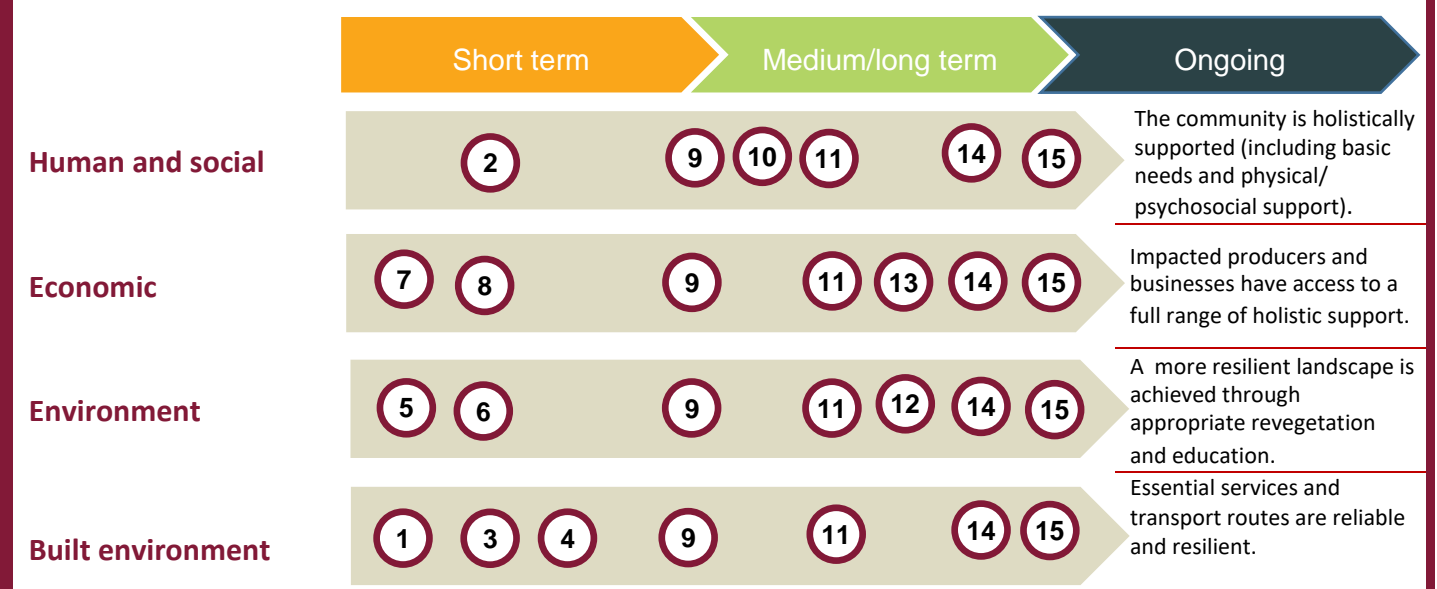 Short term
Medium/long term
Ongoing
Human and social
2
9
10
11
14
15
The community is holistically
supported (including basic
needs and physical/
psychosocial support).
Economic
7
8
9
11
13
14
15
Impacted producers and
businesses have access to a
full range of holistic support.
Environment
5
6
9
11
12
14
15
A more resilient landscape is
achieved through
appropriate revegetation
and education.
Built environment
1
3
4
9
11
14
15
Essential services and
transport routes are reliable
and resilient.